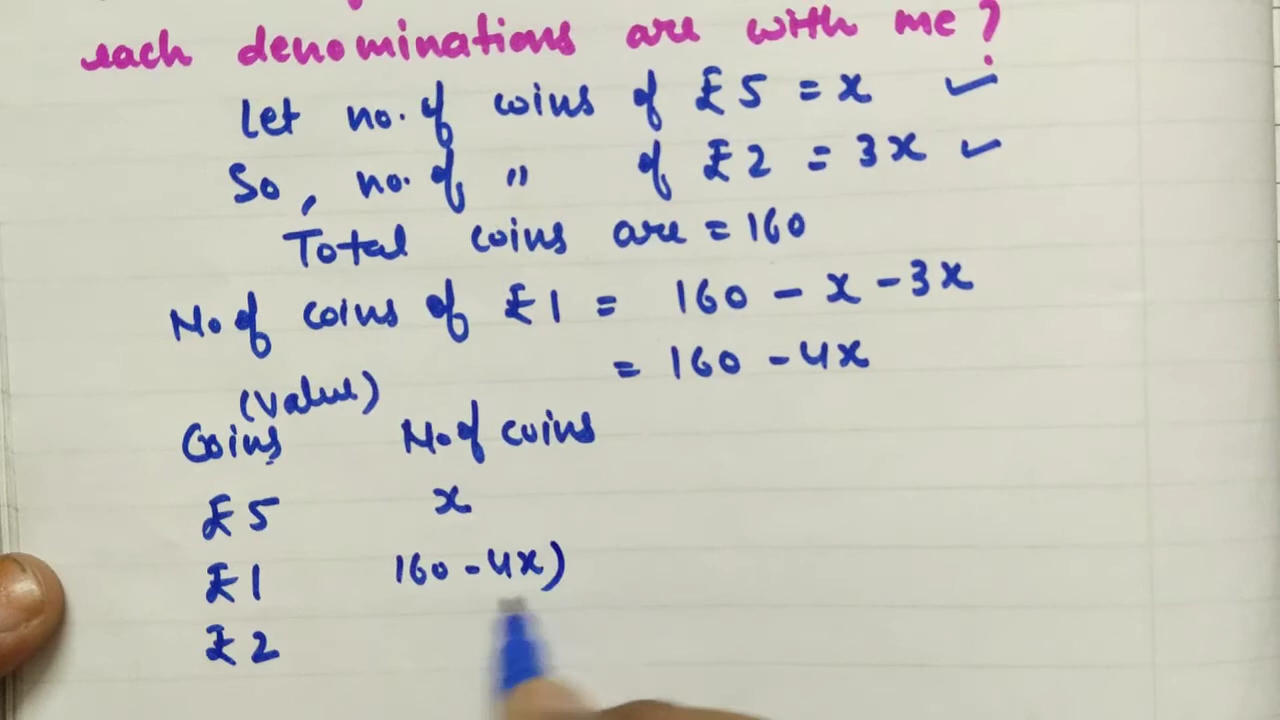 each denominations are with me?
Let no. of coins of ₤5 = x ✓
So, no. of " of ₤2 = 3x ✓
Total coins are = 160
No of coins of ₤1 = 160 - x - 3x
= 160 - 4x
(value)
Coins No. of coins
₤5 x
₤1 160 - 4x)
₤2